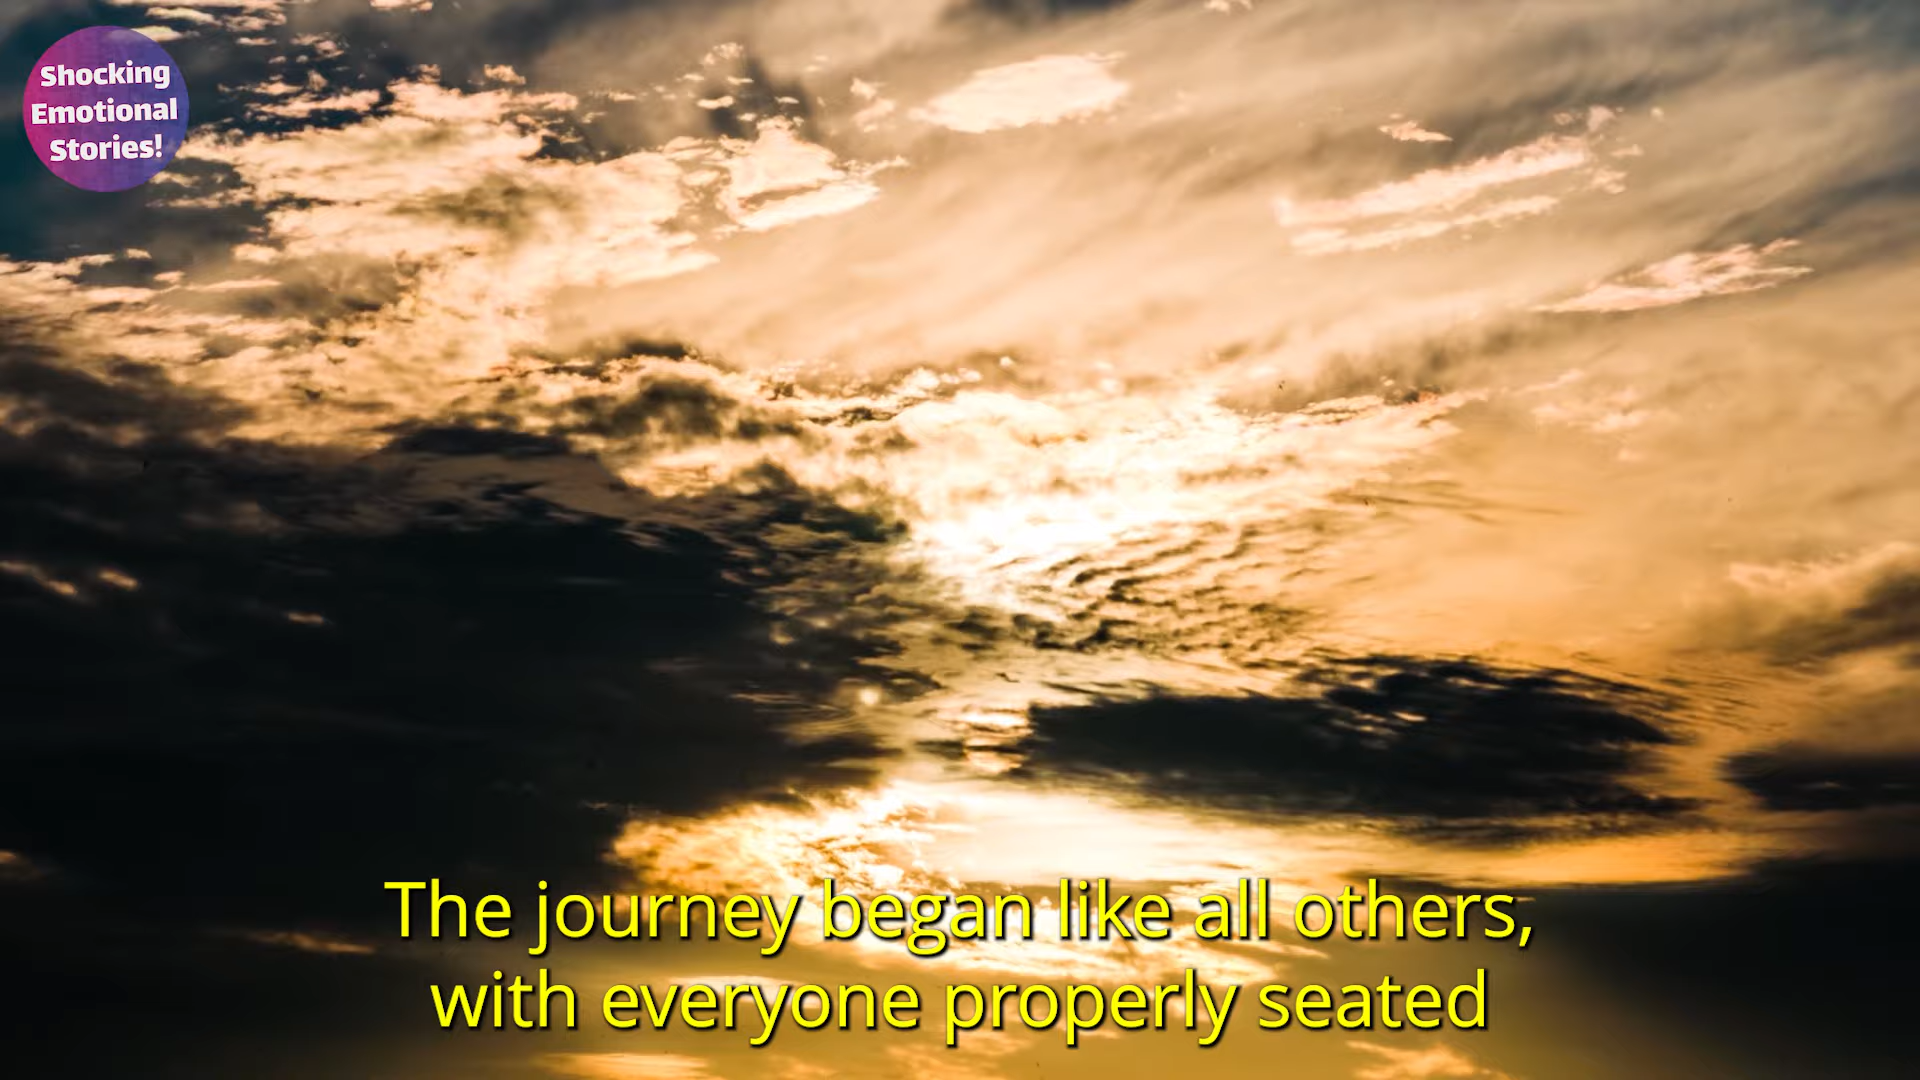 Shocking
Emotional
Stories!
The journey began like all others,
with everyone properly seated